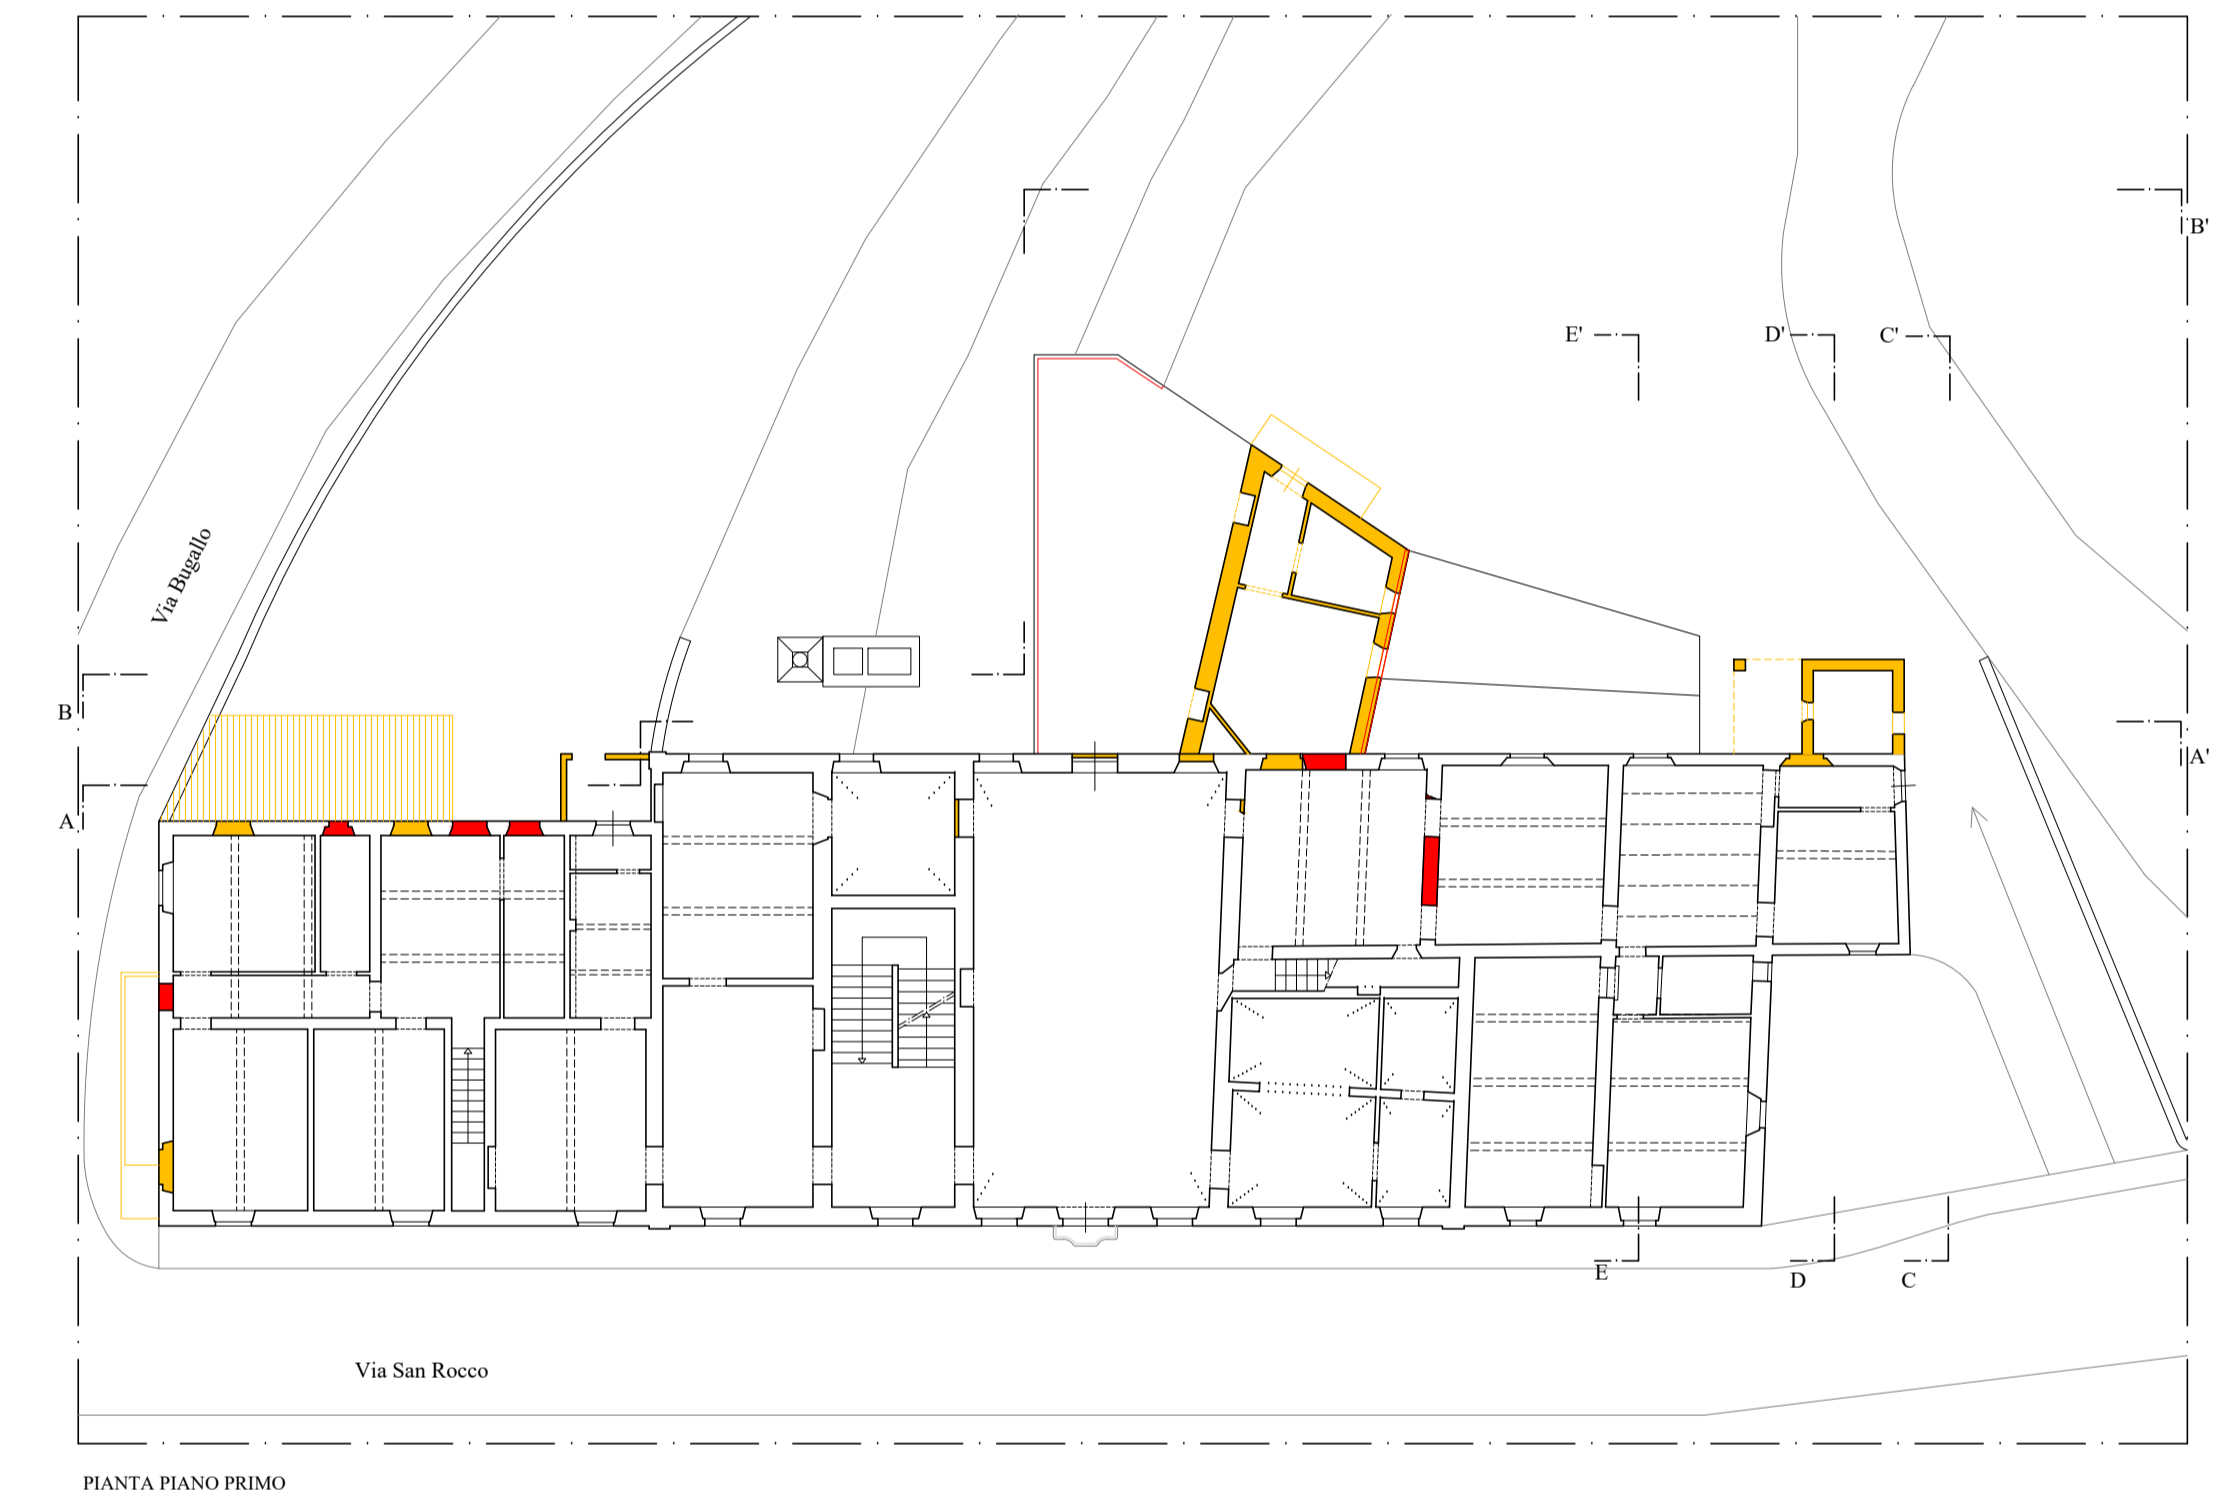 B'
E'
D'
C'
Via Bugallo
B
A'
A
E
D
C
Via San Rocco
PIANTA PIANO PRIMO